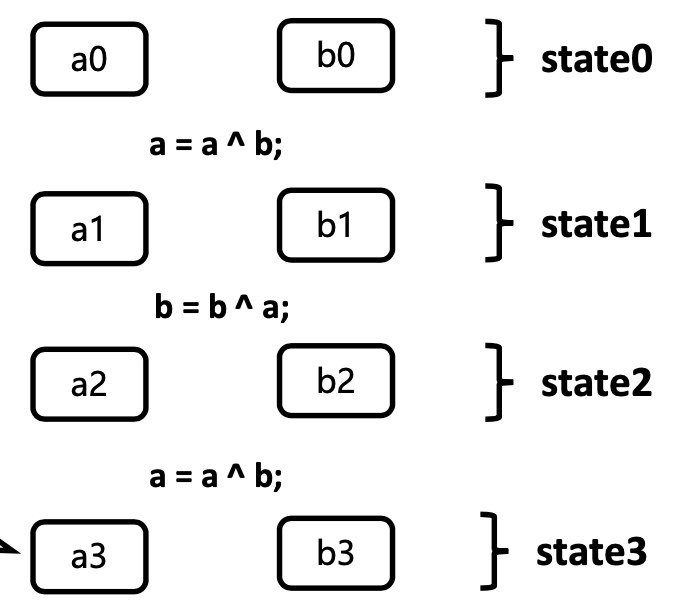 a0 b0 state0
a = a ^ b;
a1 b1 state1
b = b ^ a;
a2 b2 state2
a = a ^ b;
a3 b3 state3